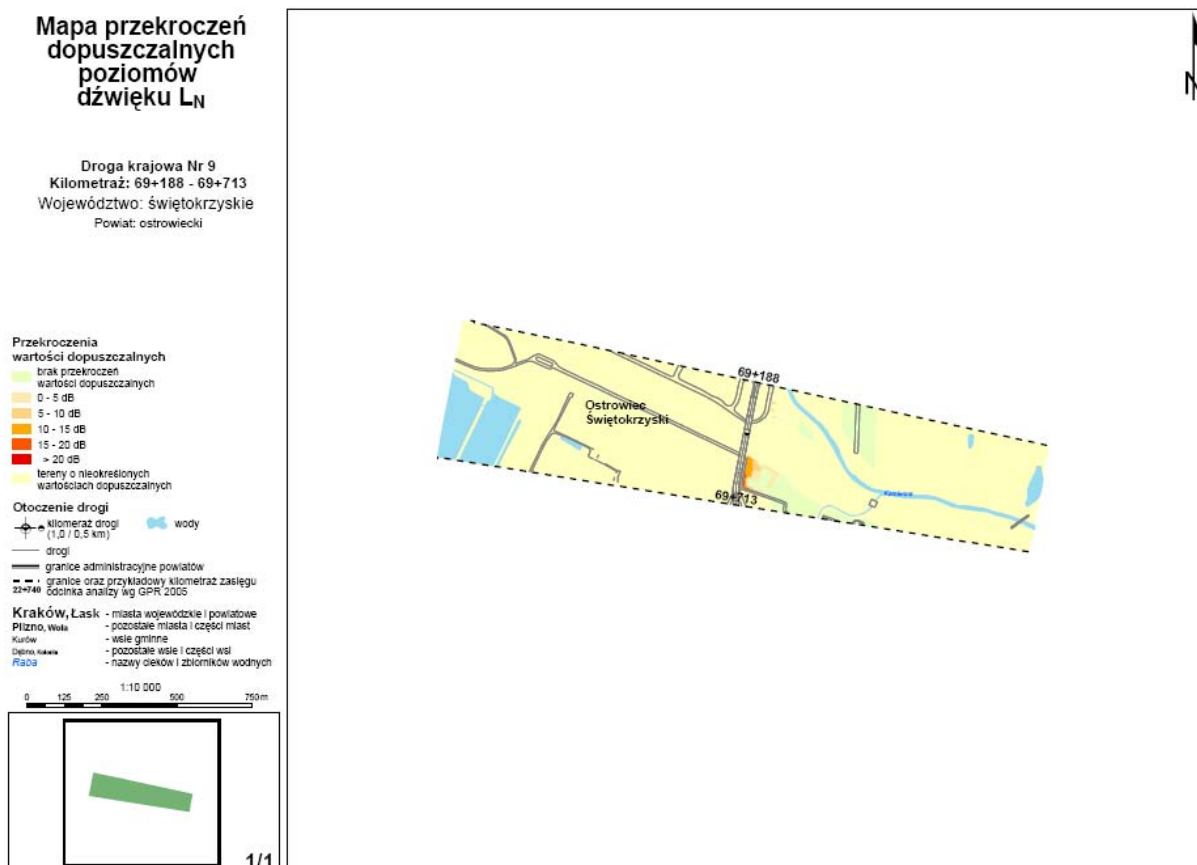 Mapa przekroczeń
dopuszczalnych
poziomów
dźwięku LN
Droga krajowa Nr 9
Kilometraż: 69+188 - 69+713
Województwo: świętokrzyskie
Powiat: ostrowiecki
Przekroczenia
wartości dopuszczalnych
brak przekroczeń
wartości dopuszczalnych
0 - 5 dB
5 - 10 dB
10 - 15 dB
15 - 20 dB
> 20 dB
tereny o nieokreślonych
wartościach dopuszczalnych
Otoczenie drogi
kilometraż drogi
(1,0 / 0,5 km)
wody
drogi
granice administracyjne powiatów
granice oraz przykładowy kilometraż zasięgu
22+740 odcinka analizy wg GPR 2005
Kraków, Łask - miasta wojewódzkie i powiatowe
Pilzno, Wola - pozostałe miasta i części miast
Kurów - wsie gminne
Dębno, Kolonia - pozostałe wsie i części wsi
Raba - nazwy cieków i zbiorników wodnych
1:10 000
0 125 250 500 750m
1/1
N
69+188
Ostrowiec
Świętokrzyski
69+713
Kamienna